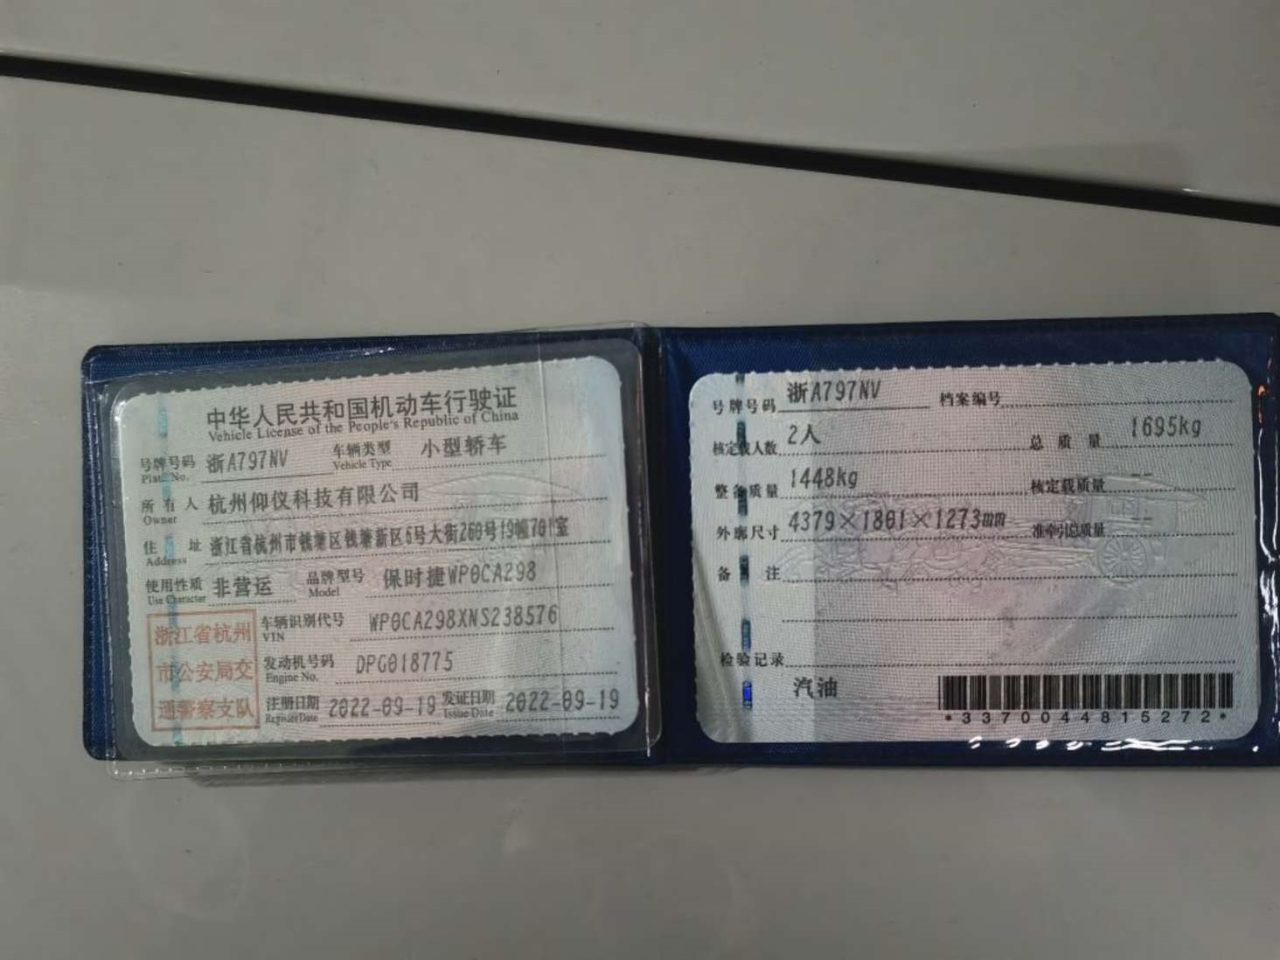 中华人民共和国机动车行驶证
Vehicle License of the People's Republic of China
号牌号码 浙A797NV 车辆类型 小型轿车
Plate No. Vehicle Type
所有人 杭州仰仪科技有限公司
Owner
住址 浙江省杭州市钱塘区钱塘新区6号大街260号19幢701室
Address
使用性质 非营运 品牌型号 保时捷WP0CA298
Use Character Model
浙江省杭州
市公安局交
通警察支队
车辆识别代号 WP0CA298XNS238576
VIN
发动机号码 DPG018775
Engine No.
注册日期 2022-09-19 发证日期 2022-09-19
Register Date Issue Date
号牌号码 浙A797NV 档案编号
核定载人数 2人 总质量 1695kg
整备质量 1448kg 核定载质量 --
外廓尺寸 4379×1801×1273mm 准牵引总质量 --
备注
检验记录
汽油
*3370044815272*